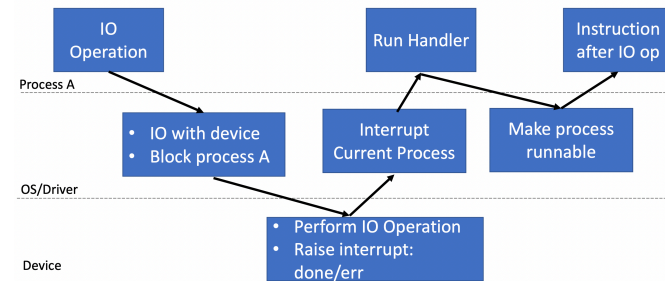 IO
Operation
Run Handler
Instruction
after IO op
Process A
• IO with device
• Block process A
Interrupt
Current Process
Make process
runnable
OS/Driver
• Perform IO Operation
• Raise interrupt:
done/err
Device